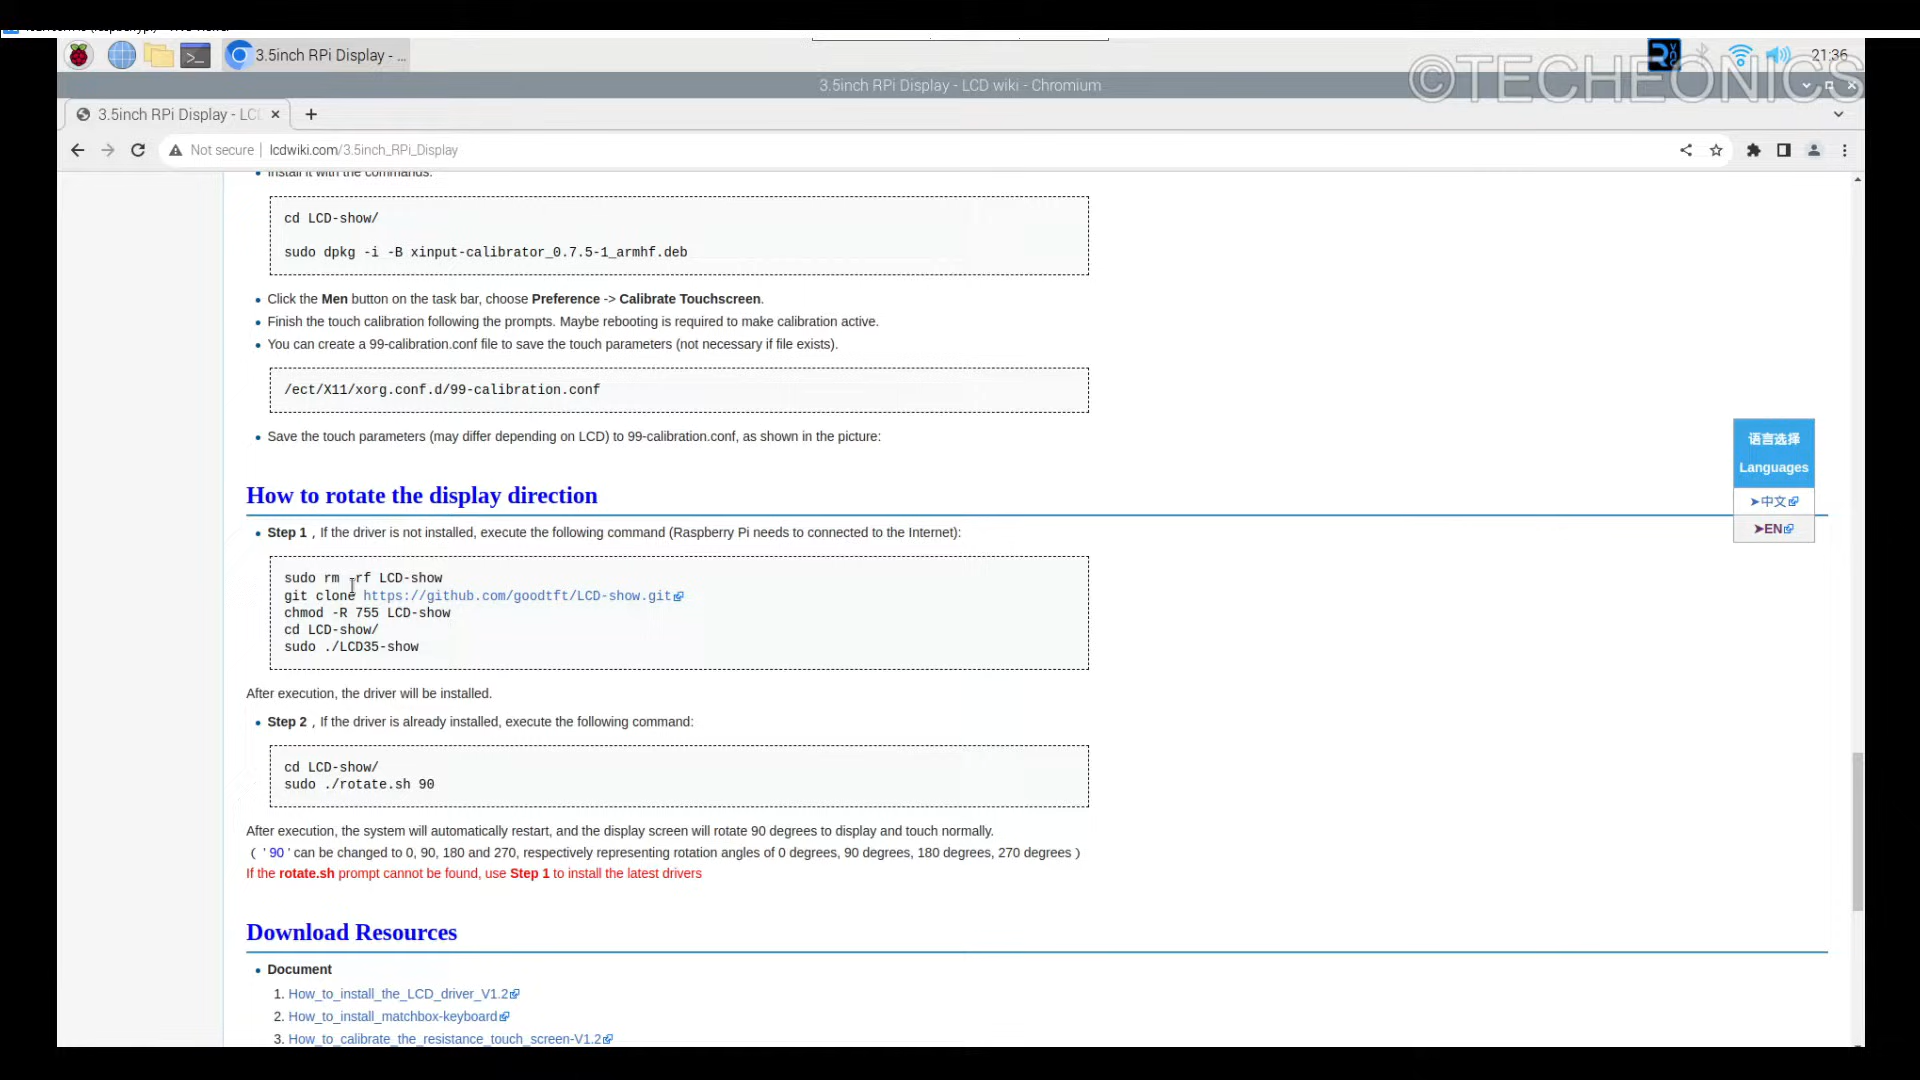 3.5inch RPi Display - ...
21:36
©TECHEONICS
3.5inch RPi Display - LCD wiki - Chromium
3.5inch RPi Display - LC
Not secure
lcdwiki.com/3.5inch_RPi_Display
Install it with the commands:
cd LCD-show/
sudo dpkg -i -B xinput-calibrator_0.7.5-1_armhf.deb
Click the Men button on the task bar, choose Preference -> Calibrate Touchscreen.
Finish the touch calibration following the prompts. Maybe rebooting is required to make calibration active.
You can create a 99-calibration.conf file to save the touch parameters (not necessary if file exists).
/ect/X11/xorg.conf.d/99-calibration.conf
Save the touch parameters (may differ depending on LCD) to 99-calibration.conf, as shown in the picture:
语言选择
Languages
➤中文
➤EN
How to rotate the display direction
Step 1，If the driver is not installed, execute the following command (Raspberry Pi needs to connected to the Internet):
sudo rm -rf LCD-show
git clone https://github.com/goodtft/LCD-show.git
chmod -R 755 LCD-show
cd LCD-show/
sudo ./LCD35-show
After execution, the driver will be installed.
Step 2，If the driver is already installed, execute the following command:
cd LCD-show/
sudo ./rotate.sh 90
After execution, the system will automatically restart, and the display screen will rotate 90 degrees to display and touch normally.
（ ' 90 ' can be changed to 0, 90, 180 and 270, respectively representing rotation angles of 0 degrees, 90 degrees, 180 degrees, 270 degrees ）
If the rotate.sh prompt cannot be found, use Step 1 to install the latest drivers
Download Resources
Document
1. How_to_install_the_LCD_driver_V1.2
2. How_to_install_matchbox-keyboard
3. How_to_calibrate_the_resistance_touch_screen-V1.2